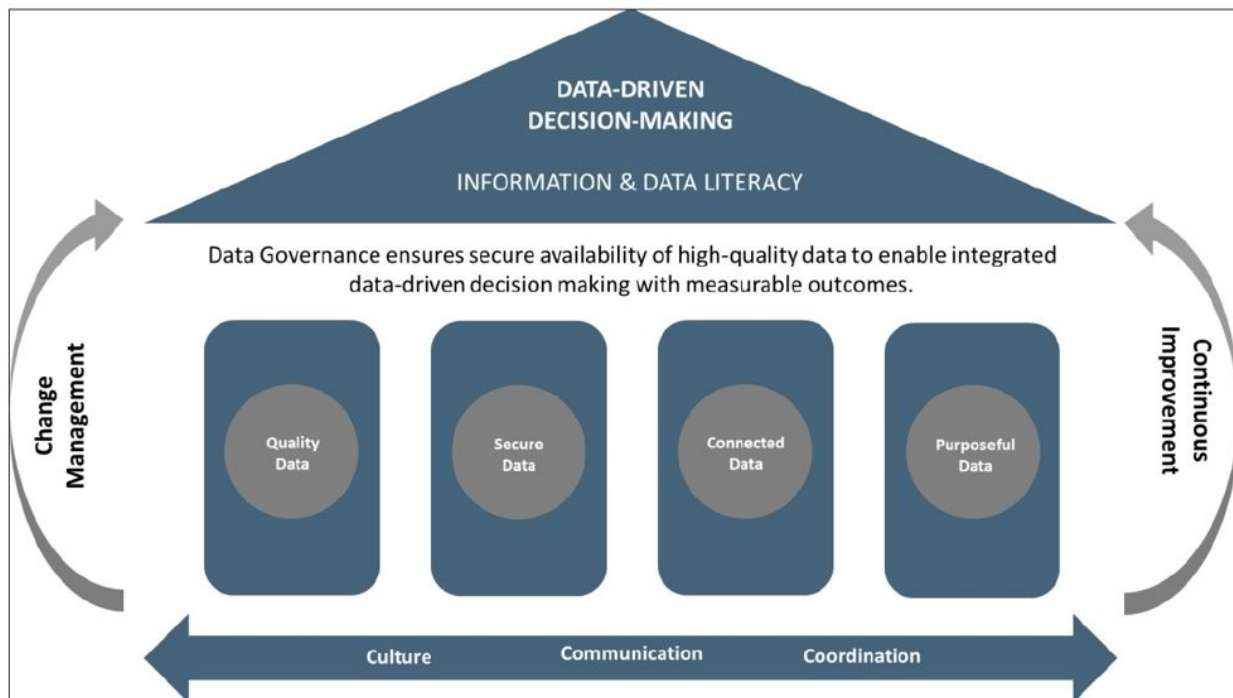 DATA-DRIVEN
DECISION-MAKING
INFORMATION & DATA LITERACY
Data Governance ensures secure availability of high-quality data to enable integrated
data-driven decision making with measurable outcomes.
Change
Management
Quality
Data
Secure
Data
Connected
Data
Purposeful
Data
Continuous
Improvement
Culture
Communication
Coordination